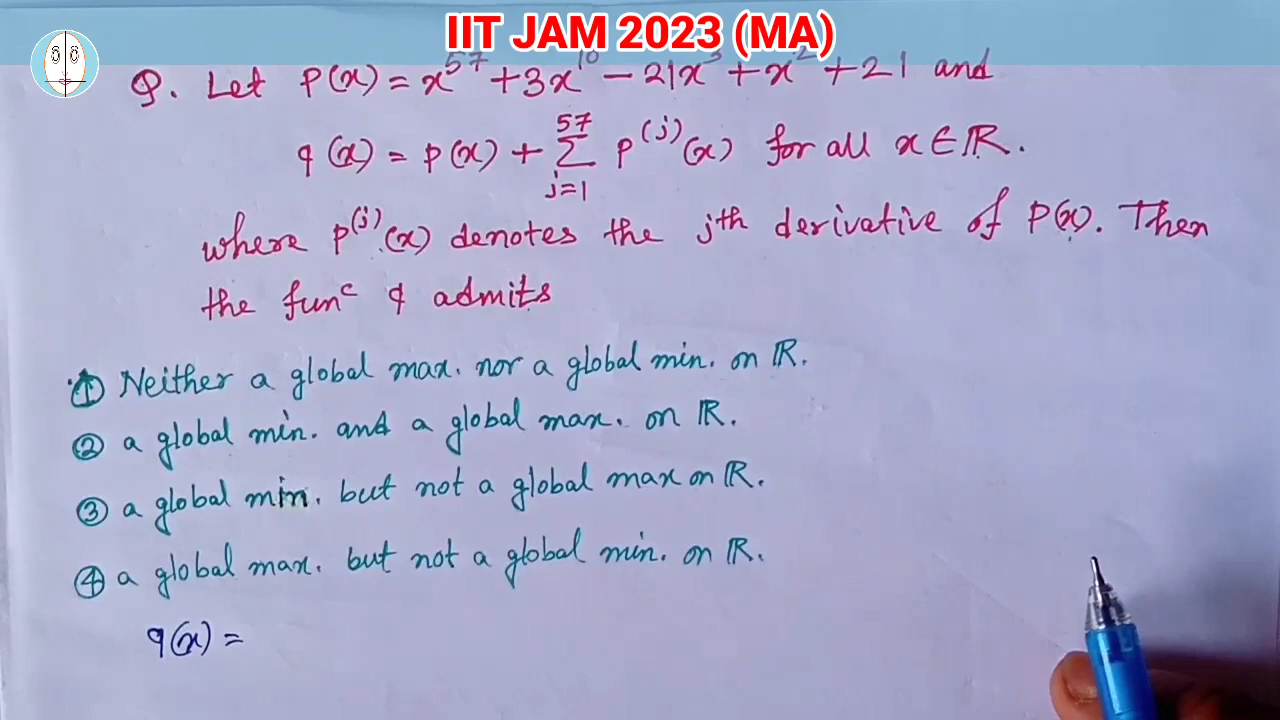 IIT JAM 2023 (MA)
Q. Let P(x) = x^57 + 3x^10 - 21x^3 + x^2 + 21 and
q(x) = p(x) + 57 Σ j=1 p^(j)(x) for all x ∈ ℝ.
where p^(j)(x) denotes the jth derivative of P(x). Then
the func q admits
① Neither a global max. nor a global min. on ℝ.
② a global min. and a global max. on ℝ.
③ a global min. but not a global max on ℝ.
④ a global max. but not a global min. on ℝ.
q(x) =